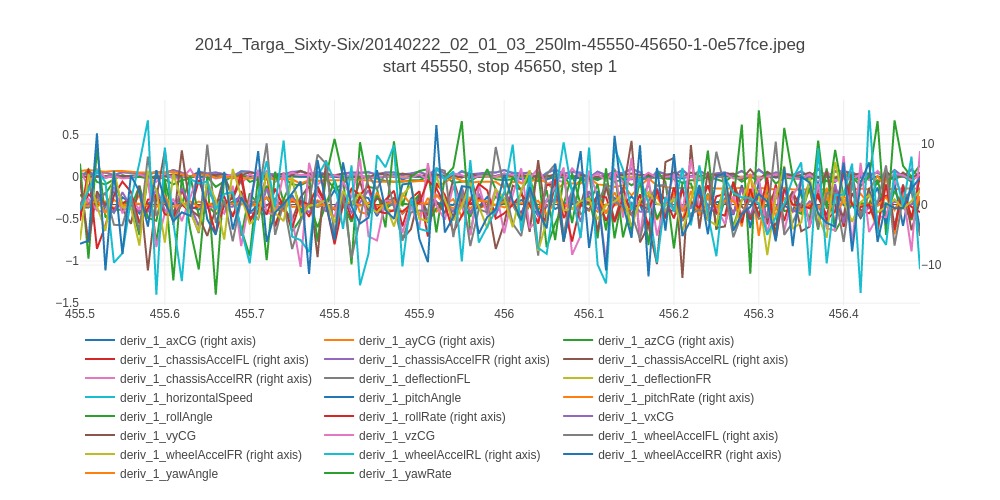 2014_Targa_Sixty-Six/20140222_02_01_03_250lm-45550-45650-1-0e57fce.jpeg
start 45550, stop 45650, step 1
0.5
0
−0.5
−1
−1.5
10
0
−10
455.5 455.6 455.7 455.8 455.9 456 456.1 456.2 456.3 456.4
deriv_1_axCG (right axis) deriv_1_ayCG (right axis) deriv_1_azCG (right axis)
deriv_1_chassisAccelFL (right axis) deriv_1_chassisAccelFR (right axis) deriv_1_chassisAccelRL (right axis)
deriv_1_chassisAccelRR (right axis) deriv_1_deflectionFL deriv_1_deflectionFR
deriv_1_horizontalSpeed deriv_1_pitchAngle deriv_1_pitchRate (right axis)
deriv_1_rollAngle deriv_1_rollRate (right axis) deriv_1_vxCG
deriv_1_vyCG deriv_1_vzCG deriv_1_wheelAccelFL (right axis)
deriv_1_wheelAccelFR (right axis) deriv_1_wheelAccelRL (right axis) deriv_1_wheelAccelRR (right axis)
deriv_1_yawAngle deriv_1_yawRate